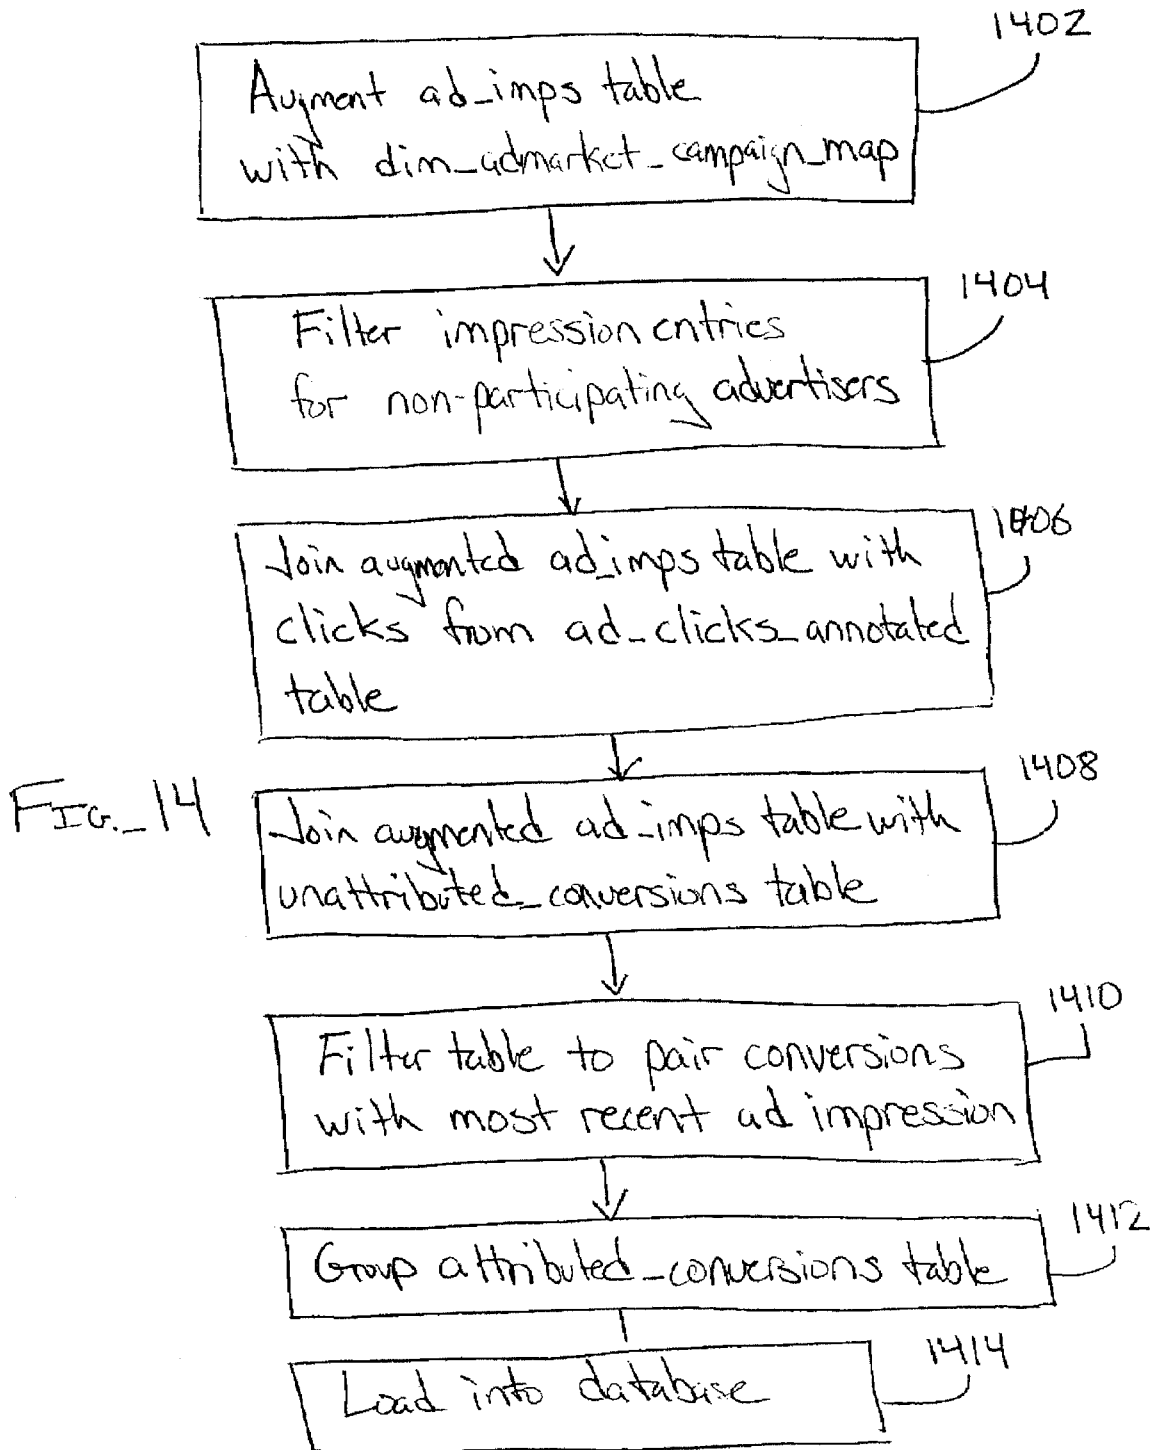 1402
Augment ad_imps table
with dim_admarket_campaign_map
1404
Filter impression entries
for non-participating advertisers
1406
Join augmented ad_imps table with
clicks from ad_clicks_annotated
table
FIG._14
1408
Join augmented ad_imps table with
unattributed_conversions table
1410
Filter table to pair conversions
with most recent ad impression
1412
Group attributed_conversions table
1414
Load into database